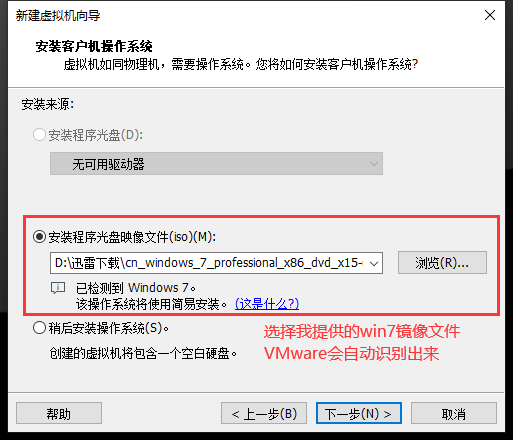 新建虚拟机向导
安装客户机操作系统
虚拟机如同物理机，需要操作系统。您将如何安装客户机操作系统?
安装来源:
安装程序光盘(D):
无可用驱动器
安装程序光盘映像文件(iso)(M):
D:\迅雷下载\cn_windows_7_professional_x86_dvd_x15-
浏览(R)...
已检测到 Windows 7。
该操作系统将使用简易安装。 (这是什么?)
稍后安装操作系统(S)。
创建的虚拟机将包含一个空白硬盘。
选择我提供的win7镜像文件
VMware会自动识别出来
帮助
< 上一步(B)
下一步(N) >
取消